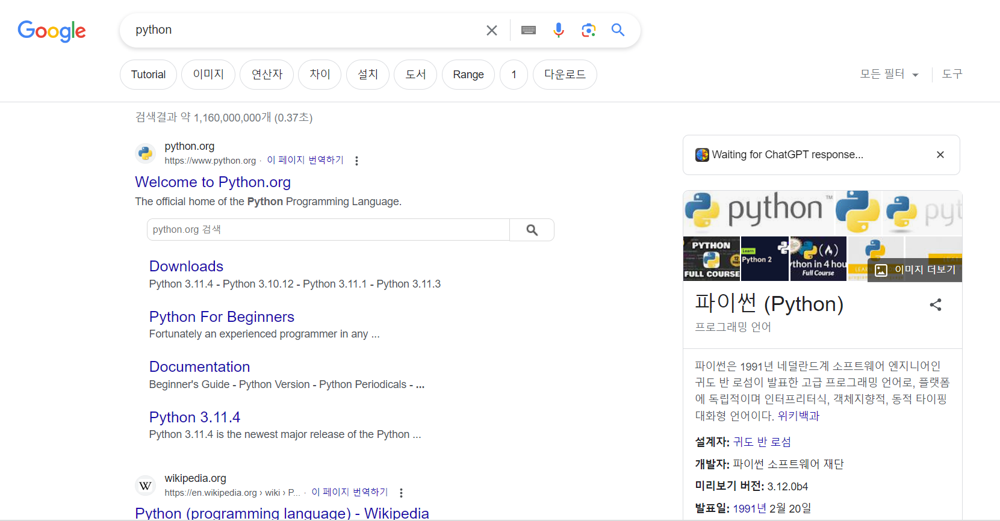 Google
python
Tutorial
이미지
연산자
차이
설치
도서
Range
1
다운로드
모든 필터
도구
검색결과 약 1,160,000,000개 (0.37초)
python.org
https://www.python.org · 이 페이지 번역하기
Welcome to Python.org
The official home of the Python Programming Language.
python.org 검색
Downloads
Python 3.11.4 - Python 3.10.12 - Python 3.11.1 - Python 3.11.3
Python For Beginners
Fortunately an experienced programmer in any ...
Documentation
Beginner's Guide - Python Version - Python Periodicals - ...
Python 3.11.4
Python 3.11.4 is the newest major release of the Python ...
W
wikipedia.org
https://en.wikipedia.org › wiki › P... · 이 페이지 번역하기
Python (programming language) - Wikipedia
Waiting for ChatGPT response...
python™
pyt
PYTHON
FULL COURSE
Learn
Python 2
ython in 4 hou
Full Course
이미지 더보기
파이썬 (Python)
프로그래밍 언어
파이썬은 1991년 네덜란드계 소프트웨어 엔지니어인
귀도 반 로섬이 발표한 고급 프로그래밍 언어로, 플랫폼
에 독립적이며 인터프리터식, 객체지향적, 동적 타이핑
대화형 언어이다. 위키백과
설계자: 귀도 반 로섬
개발자: 파이썬 소프트웨어 재단
미리보기 버전: 3.12.0b4
발표일: 1991년 2월 20일